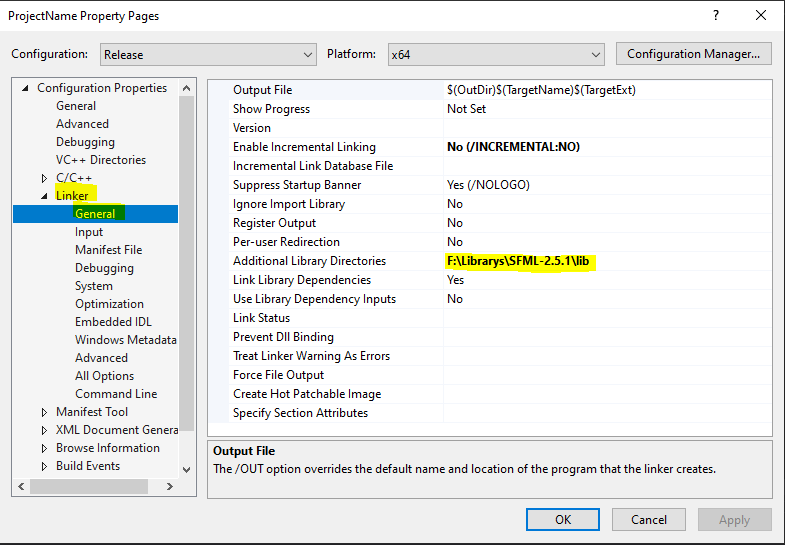 ProjectName Property Pages
Configuration: Release Platform: x64 Configuration Manager...
Configuration Properties
General
Advanced
Debugging
VC++ Directories
C/C++
Linker
General
Input
Manifest File
Debugging
System
Optimization
Embedded IDL
Windows Metadata
Advanced
All Options
Command Line
Manifest Tool
XML Document Genera
Browse Information
Build Events
Output File $(OutDir)$(TargetName)$(TargetExt)
Show Progress Not Set
Version
Enable Incremental Linking No (/INCREMENTAL:NO)
Incremental Link Database File
Suppress Startup Banner Yes (/NOLOGO)
Ignore Import Library No
Register Output No
Per-user Redirection No
Additional Library Directories F:\Librarys\SFML-2.5.1\lib
Link Library Dependencies Yes
Use Library Dependency Inputs No
Link Status
Prevent Dll Binding
Treat Linker Warning As Errors
Force File Output
Create Hot Patchable Image
Specify Section Attributes
Output File
The /OUT option overrides the default name and location of the program that the linker creates.
OK Cancel Apply